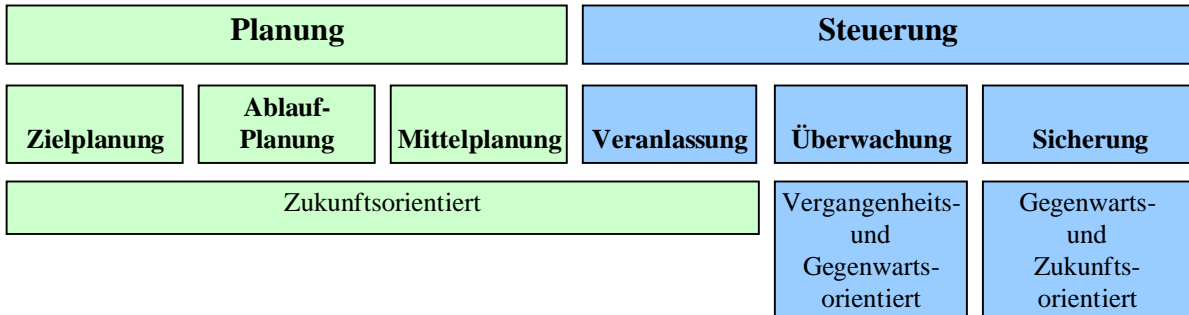 Planung
Steuerung
Zielplanung
Ablauf-
Planung
Mittelplanung
Veranlassung
Überwachung
Sicherung
Zukunftsorientiert
Vergangenheits-
und
Gegenwarts-
orientiert
Gegenwarts-
und
Zukunfts-
orientiert